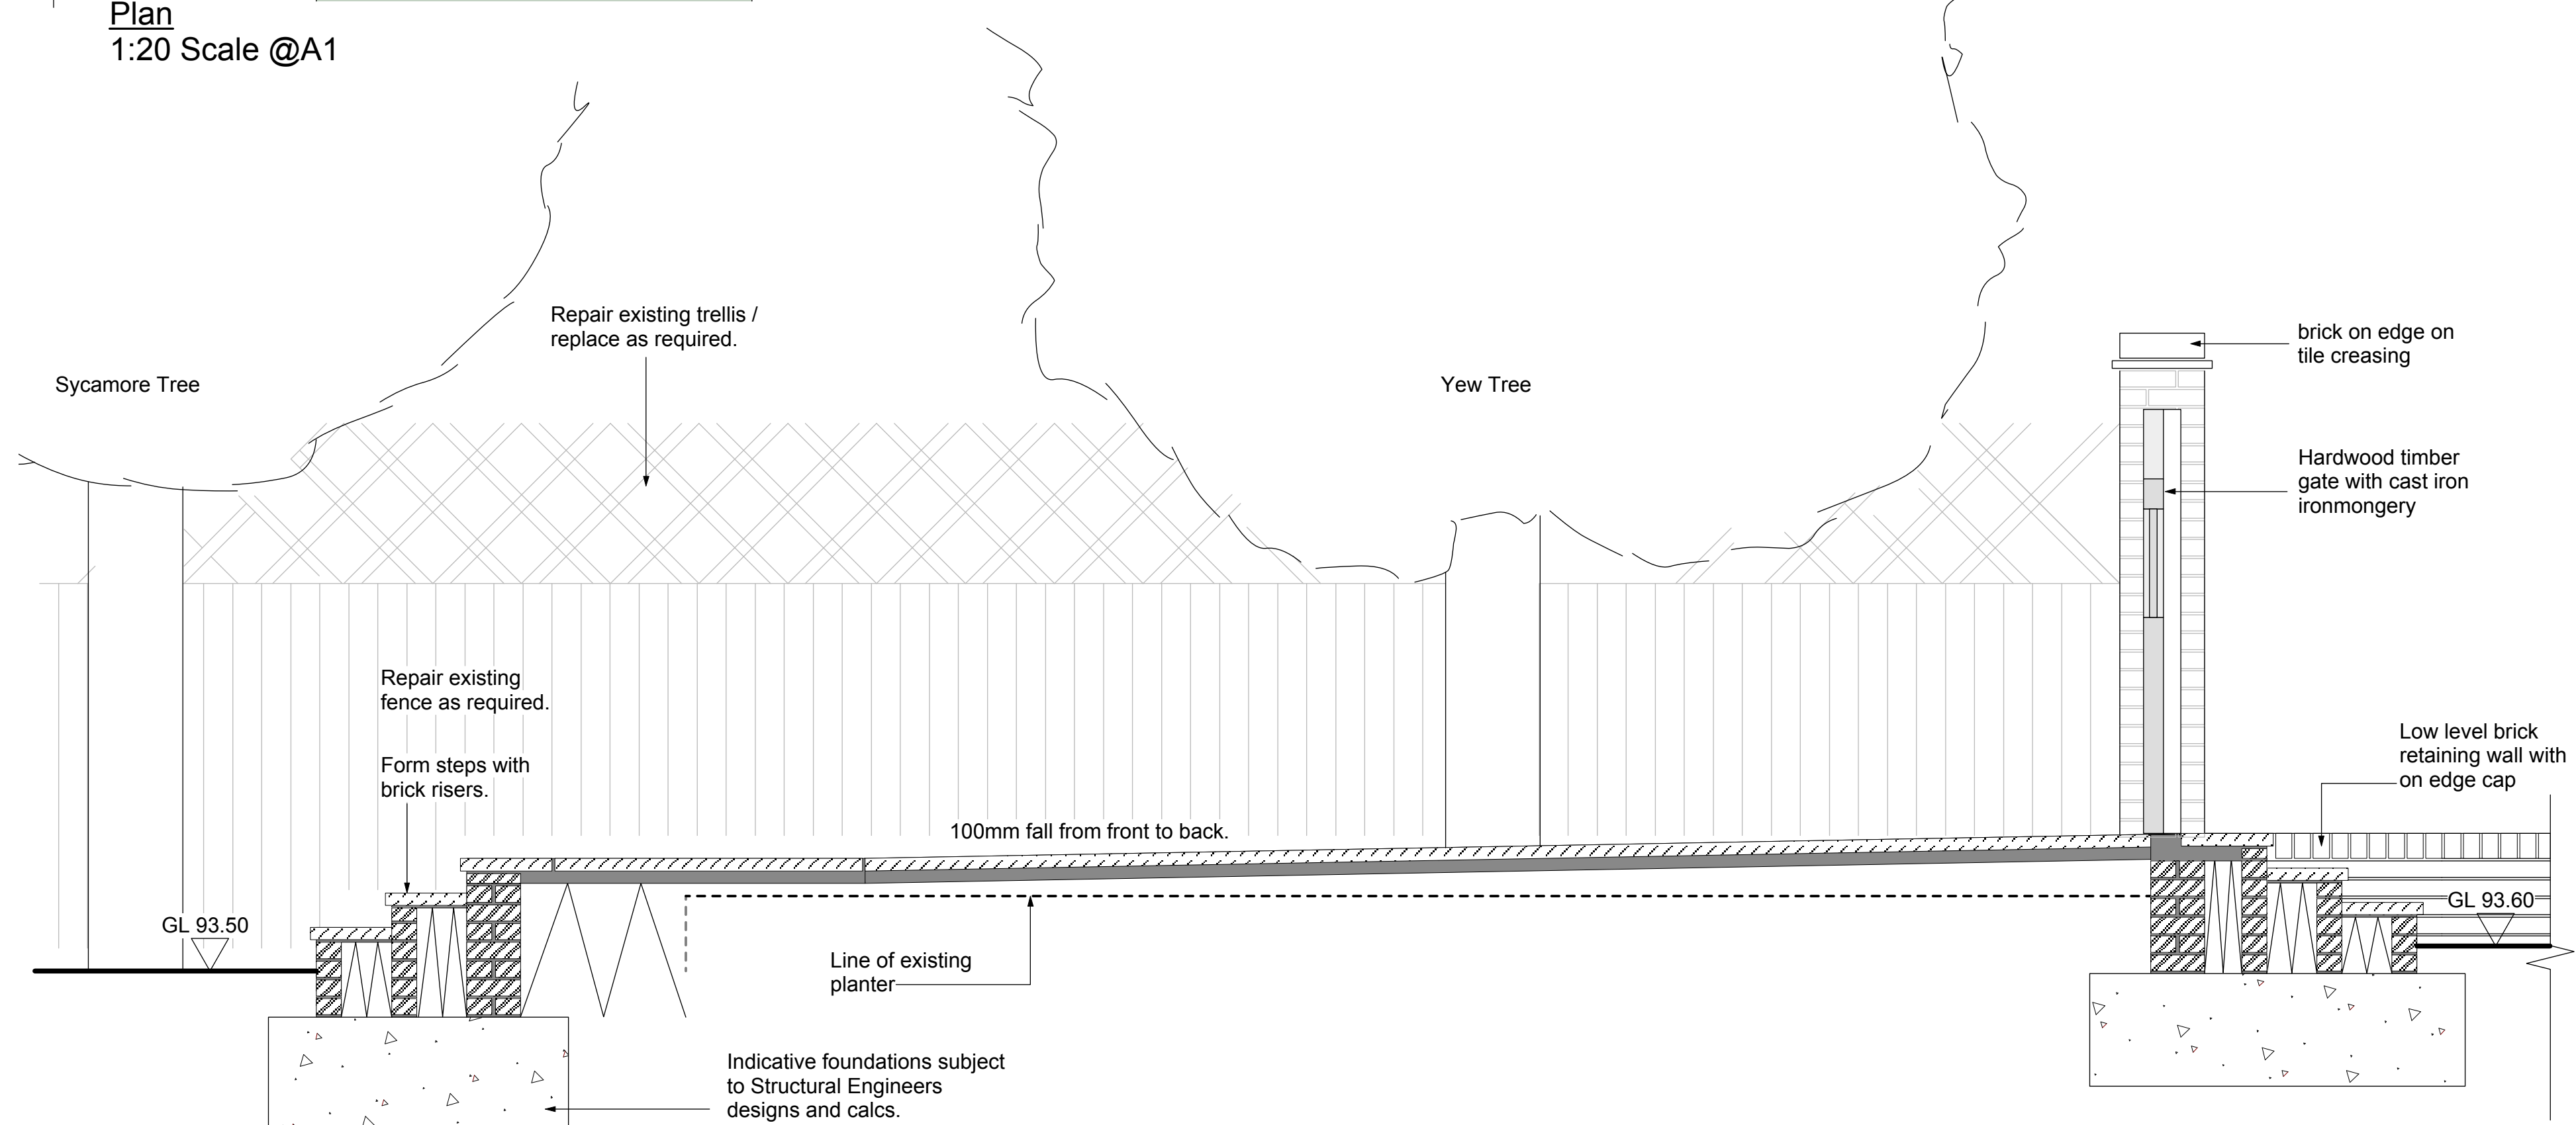 Plan
1:20 Scale @A1
Repair existing trellis /
replace as required.
brick on edge on
tile creasing
Sycamore Tree
Yew Tree
Hardwood timber
gate with cast iron
ironmongery
Repair existing
fence as required.
Low level brick
retaining wall with
on edge cap
Form steps with
brick risers.
100mm fall from front to back.
GL 93.50
GL 93.60
Line of existing
planter
Indicative foundations subject
to Structural Engineers
designs and calcs.